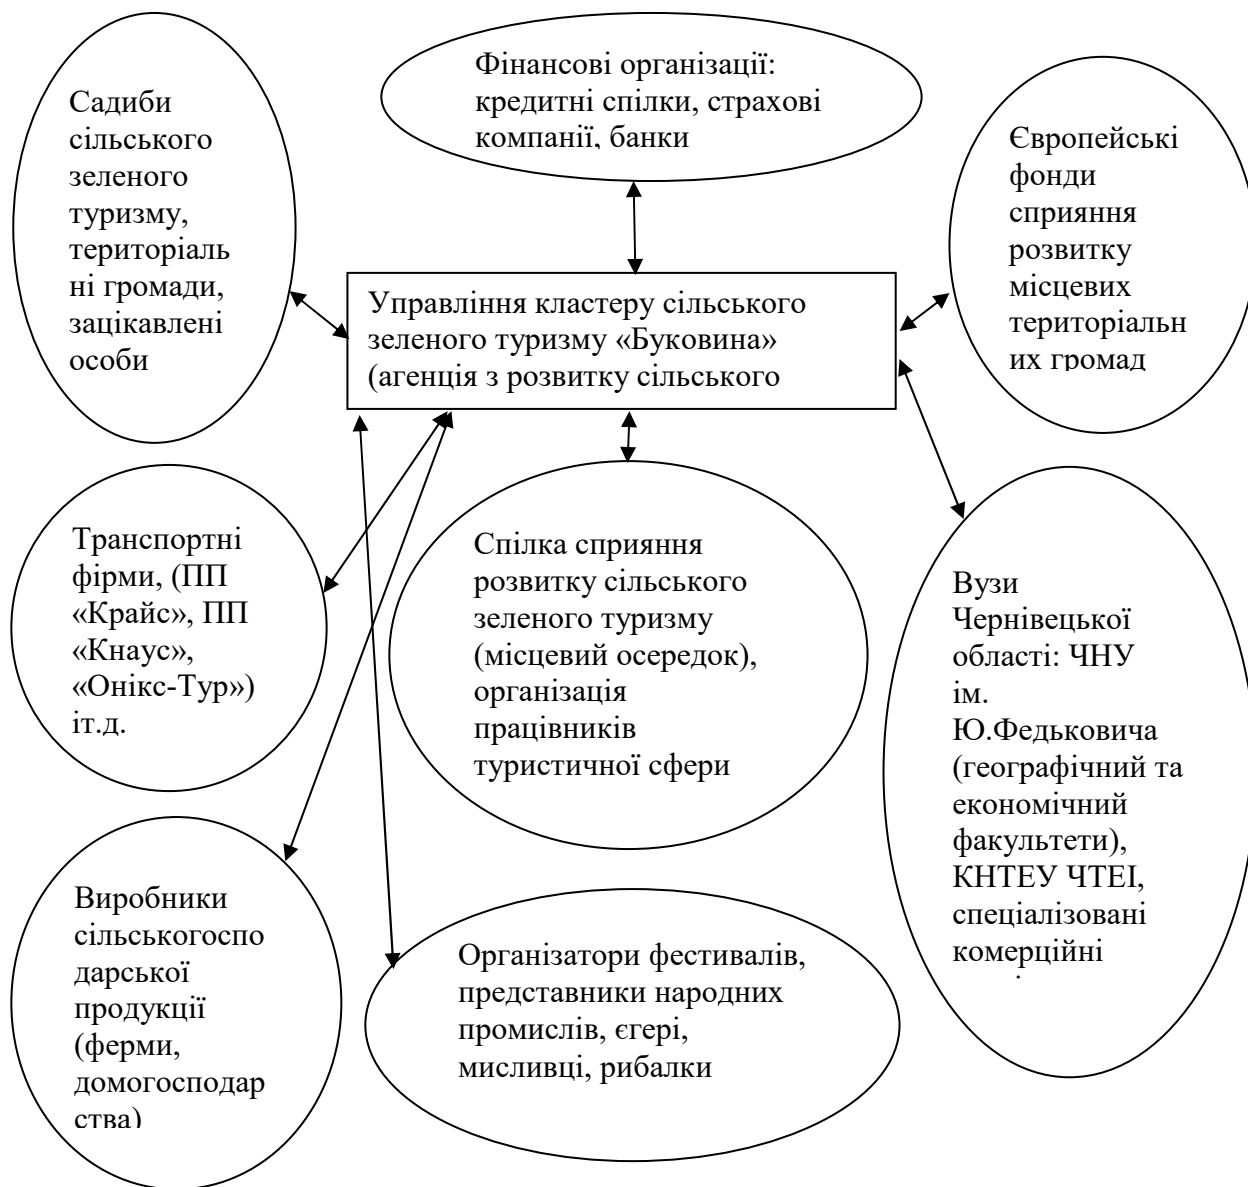 Садиби
сільського
зеленого
туризму,
територіаль
ні громади,
зацікавлені
особи
Фінансові організації:
кредитні спілки, страхові
компанії, банки
Європейські
фонди
сприяння
розвитку
місцевих
територіальн
их громад
Управління кластеру сільського
зеленого туризму «Буковина»
(агенція з розвитку сільського
Транспортні
фірми, (ПП
«Крайс», ПП
«Кнаус»,
«Онікс-Тур»)
іт.д.
Спілка сприяння
розвитку сільського
зеленого туризму
(місцевий осередок),
організація
працівників
туристичної сфери
Вузи
Чернівецької
області: ЧНУ
ім.
Ю.Федьковича
(географічний та
економічний
факультети),
КНТЕУ ЧТЕІ,
спеціалізовані
комерційні
Виробники
сільськогоспо
дарської
продукції
(ферми,
домогосподар
ства)
Організатори фестивалів,
представники народних
промислів, єгері,
мисливці, рибалки